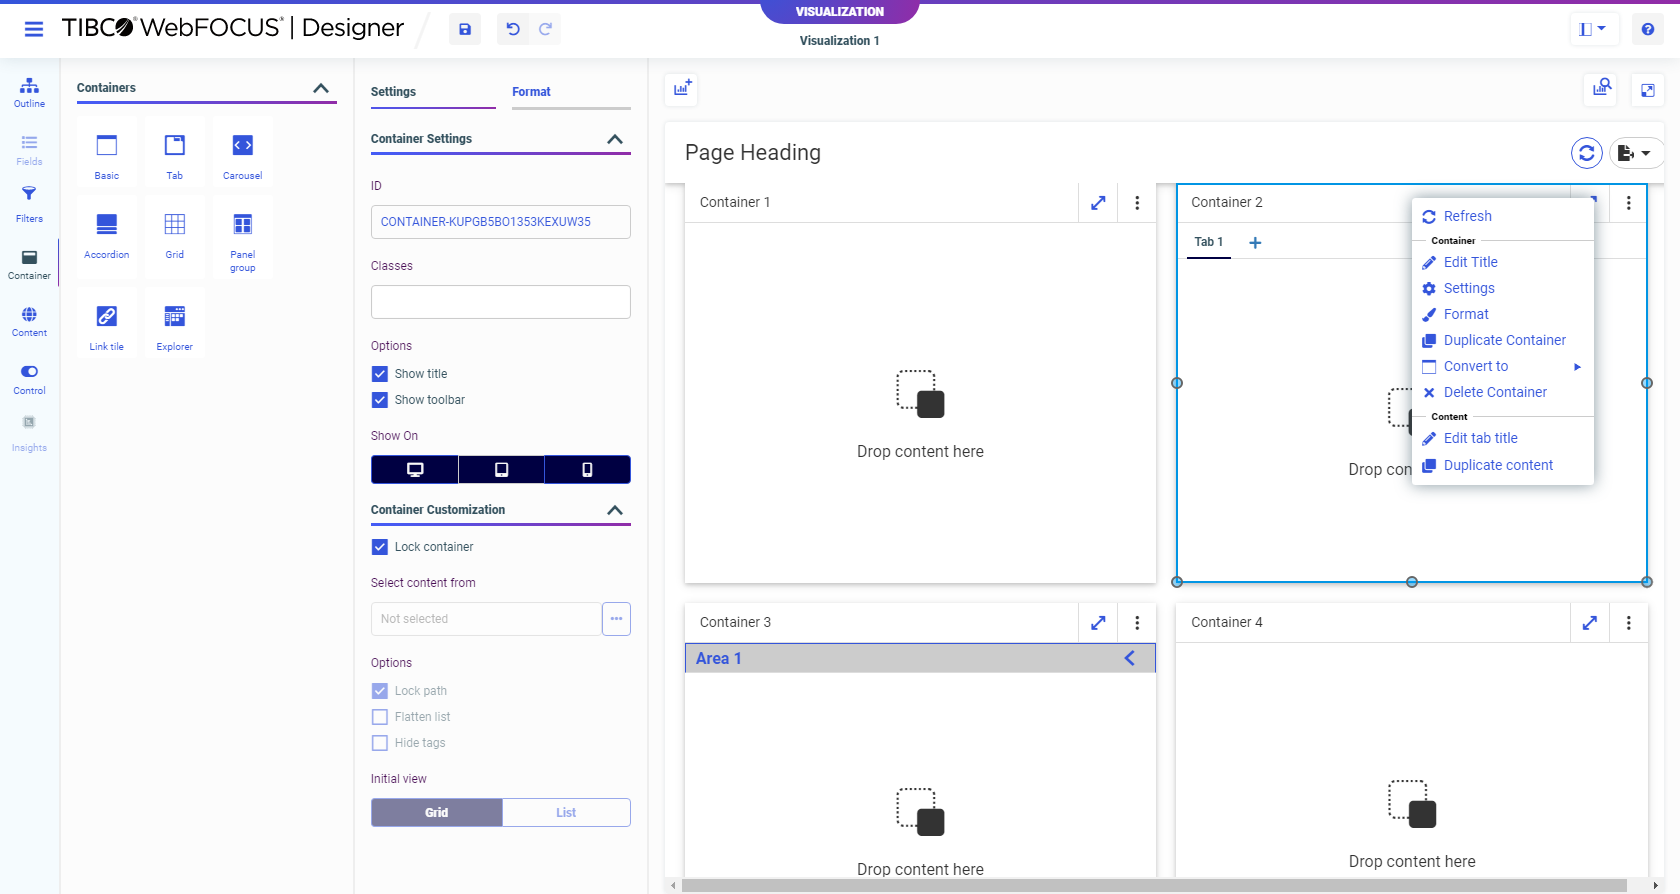 VISUALIZATION
TIBCO® WebFOCUS® | Designer
Visualization 1
Outline
Fields
Filters
Container
Content
Control
Insights
Containers
Basic
Tab
Carousel
Accordion
Grid
Panel
group
Link tile
Explorer
Settings
Format
Container Settings
ID
CONTAINER-KUPGB5BO1353KEXUW35
Classes
Options
Show title
Show toolbar
Show On
Container Customization
Lock container
Select content from
Not selected
Options
Lock path
Flatten list
Hide tags
Initial view
Grid
List
Page Heading
Container 1
Drop content here
Container 2
Tab 1
Drop con
Refresh
Container
Edit Title
Settings
Format
Duplicate Container
Convert to
Delete Container
Content
Edit tab title
Duplicate content
Container 3
Area 1
Drop content here
Container 4
Drop content here